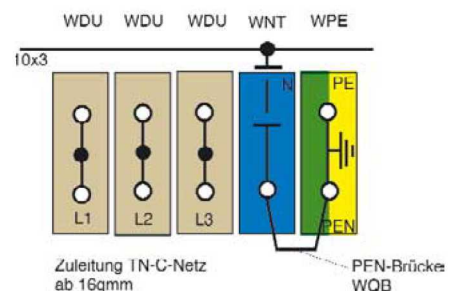 WDU WDU WDU WNT WPE
10x3
N PE
L1 L2 L3 PEN
Zuleitung TN-C-Netz
ab 16qmm
PEN-Brücke
WQB